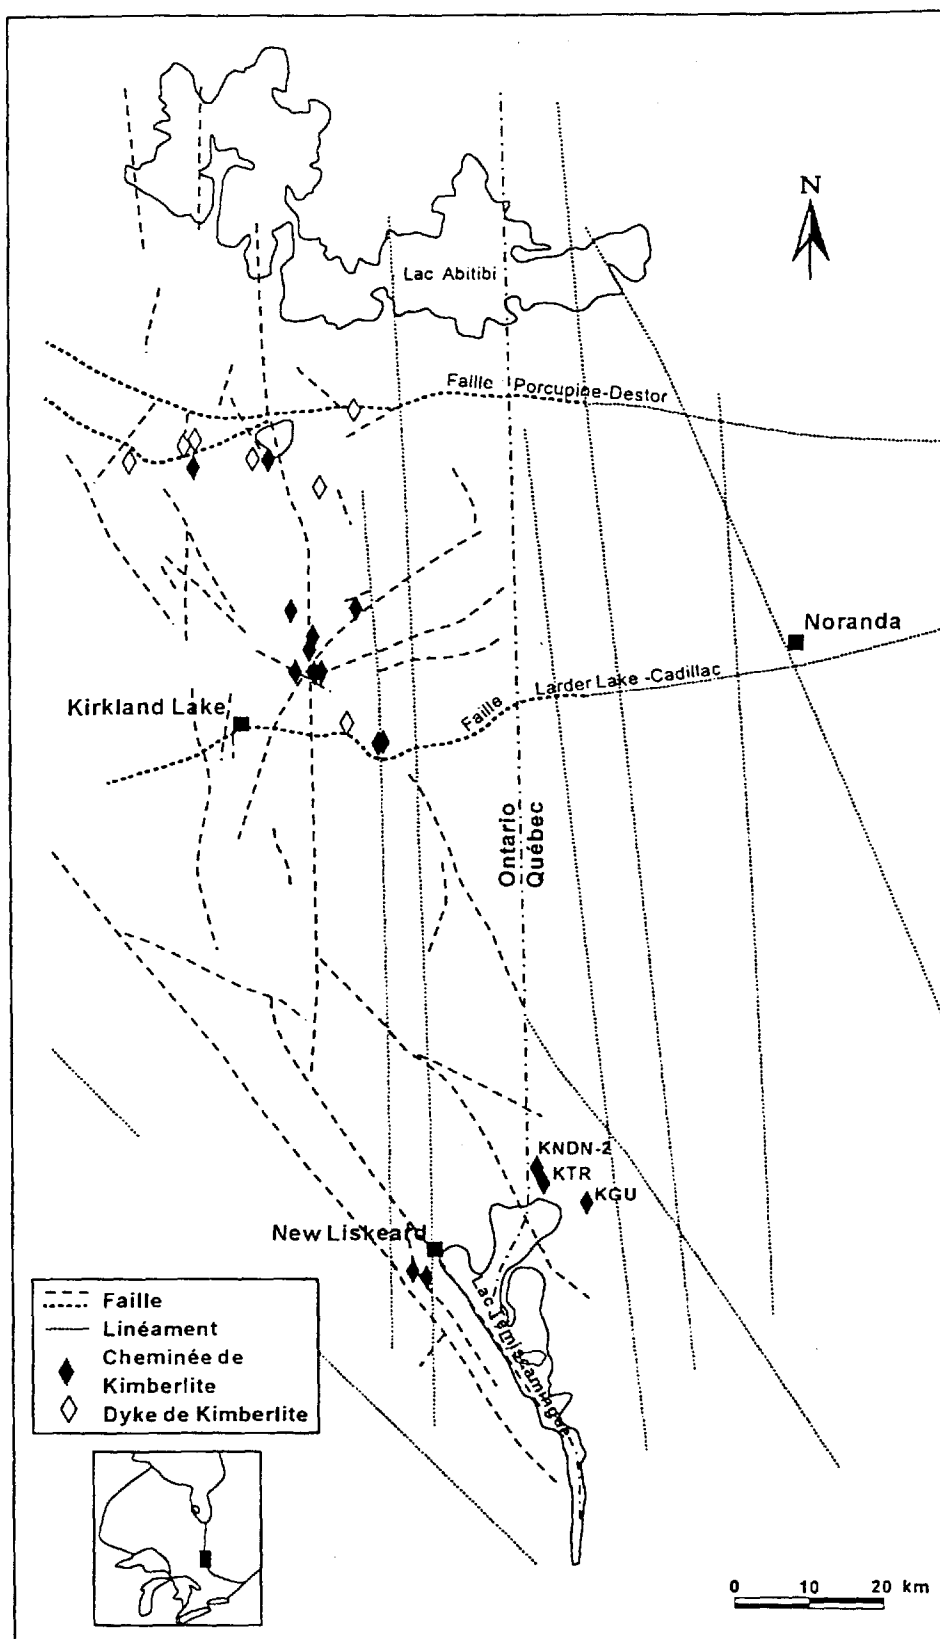 N
Lac Abitibi
Faille Porcupine-Destor
Noranda
Larder Lake -Cadillac
Faille
Kirkland Lake
Ontario
Québec
KNDN-2
KTR
KGU
New Liskeard
Lac Témiscamingue
Faille
Linéament
Cheminée de
Kimberlite
Dyke de Kimberlite
0 10 20 km